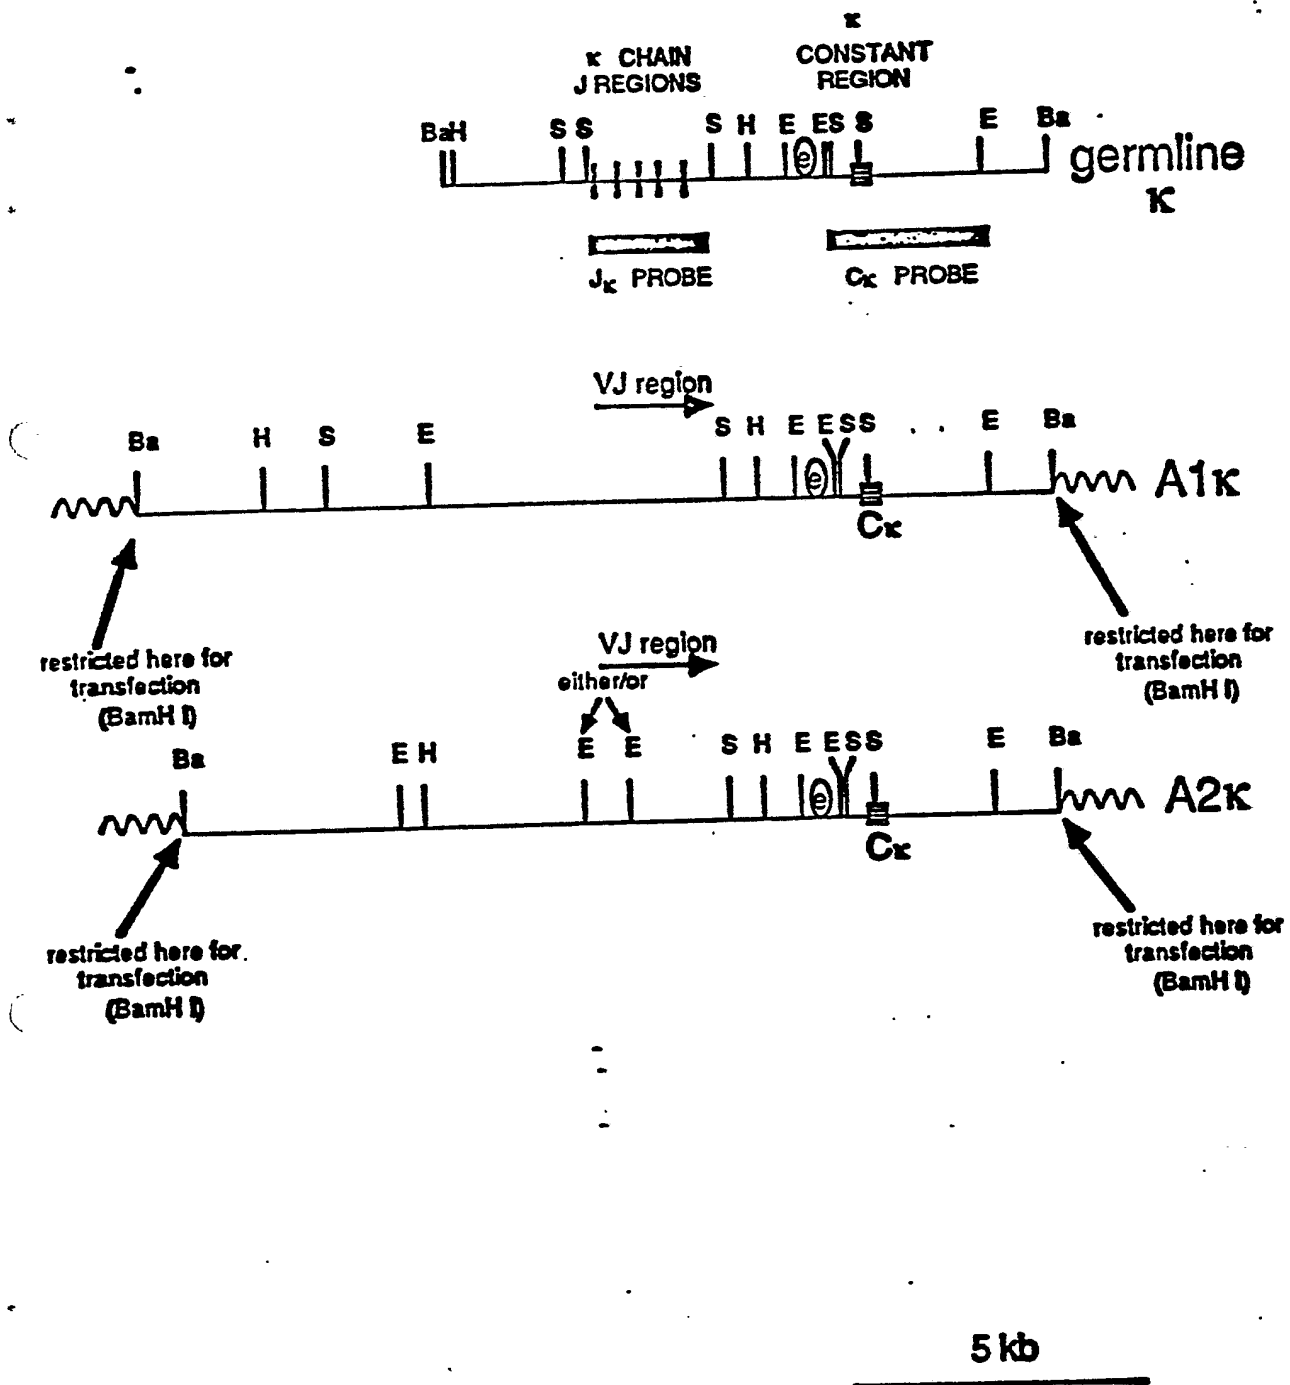 κ
κ CHAIN CONSTANT
J REGIONS REGION
BaH S S S H E ES S E Ba
e
germline
κ
Jκ PROBE Cκ PROBE
VJ region
Ba H S E S H E E S S E Ba
e
A1κ
Cκ
restricted here for
transfection
(BamH I)
restricted here for
transfection
(BamH I)
VJ region
either/or
Ba E H E E S H E E S S E Ba
e
A2κ
Cκ
restricted here for
transfection
(BamH I)
restricted here for
transfection
(BamH I)
5 kb